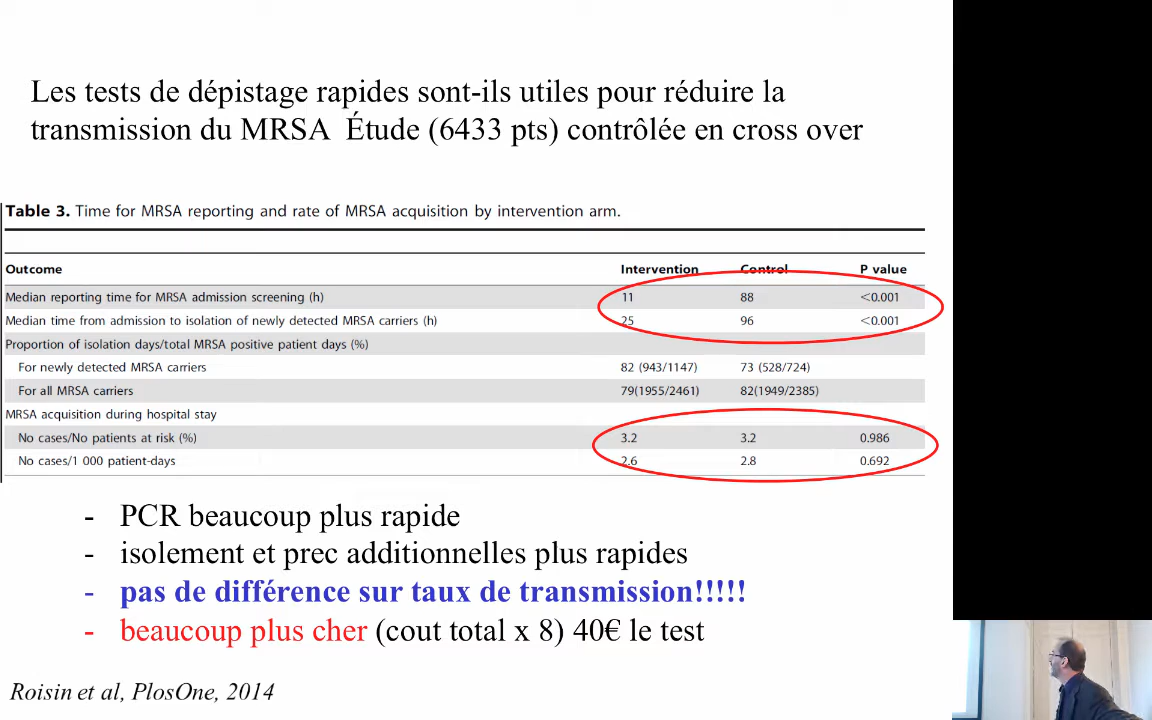 Les tests de dépistage rapides sont-ils utiles pour réduire la
transmission du MRSA Étude (6433 pts) contrôlée en cross over
Table 3. Time for MRSA reporting and rate of MRSA acquisition by intervention arm.
Outcome Intervention Control P value
Median reporting time for MRSA admission screening (h) 11 88 <0.001
Median time from admission to isolation of newly detected MRSA carriers (h) 25 96 <0.001
Proportion of isolation days/total MRSA positive patient days (%)
For newly detected MRSA carriers 82 (943/1147) 73 (528/724)
For all MRSA carriers 79(1955/2461) 82(1949/2385)
MRSA acquisition during hospital stay
No cases/No patients at risk (%) 3.2 3.2 0.986
No cases/1 000 patient-days 2.6 2.8 0.692
- PCR beaucoup plus rapide
- isolement et prec additionnelles plus rapides
- pas de différence sur taux de transmission!!!!!
- beaucoup plus cher (cout total x 8) 40€ le test
Roisin et al, PlosOne, 2014